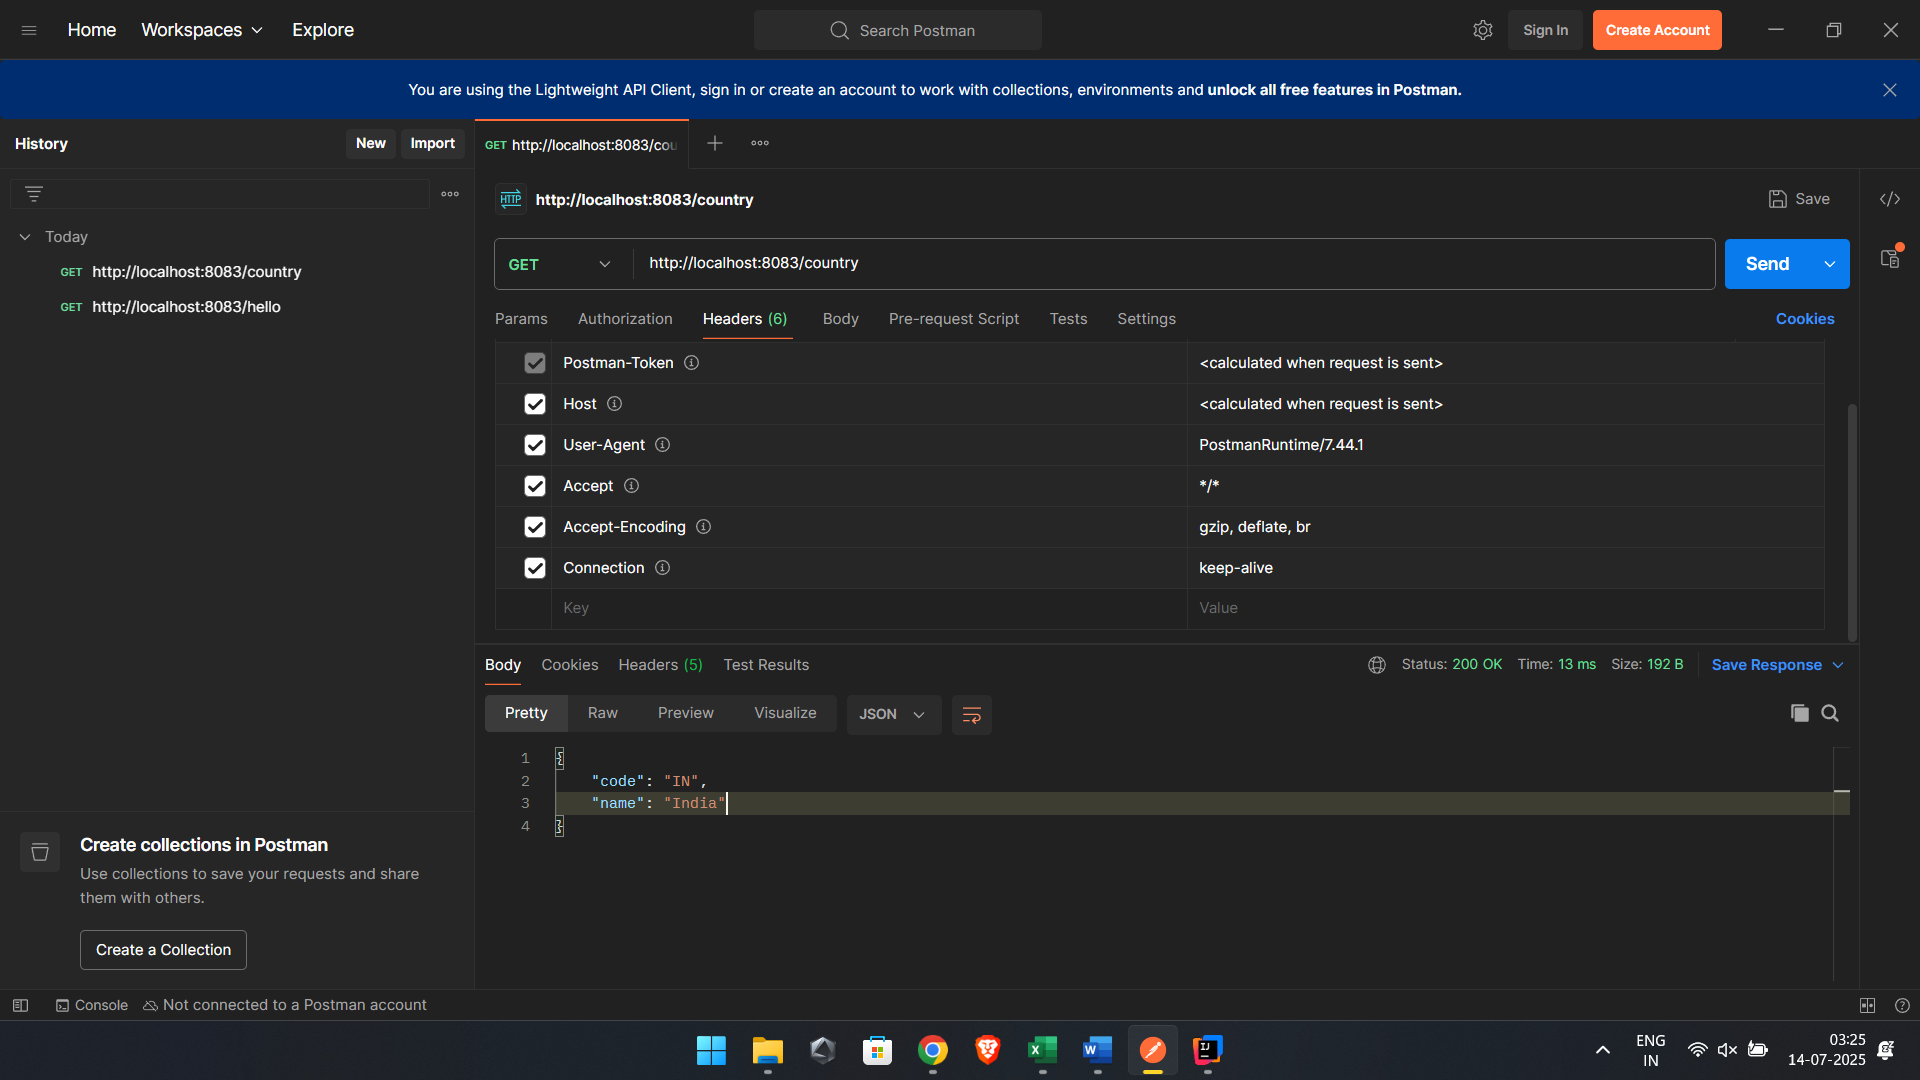 Home Workspaces Explore Search Postman Sign In Create Account
You are using the Lightweight API Client, sign in or create an account to work with collections, environments and unlock all free features in Postman.
History New Import
GET http://localhost:8083/cou
HTTP http://localhost:8083/country Save
Today
GET http://localhost:8083/country
GET http://localhost:8083/hello
GET http://localhost:8083/country Send
Params Authorization Headers (6) Body Pre-request Script Tests Settings Cookies
Postman-Token <calculated when request is sent>
Host <calculated when request is sent>
User-Agent PostmanRuntime/7.44.1
Accept */*
Accept-Encoding gzip, deflate, br
Connection keep-alive
Key Value
Body Cookies Headers (5) Test Results Status: 200 OK Time: 13 ms Size: 192 B Save Response
Pretty Raw Preview Visualize JSON
1 {
2 "code": "IN",
3 "name": "India"
4 }
Create collections in Postman
Use collections to save your requests and share
them with others.
Create a Collection
Console Not connected to a Postman account
ENG
IN
03:25
14-07-2025